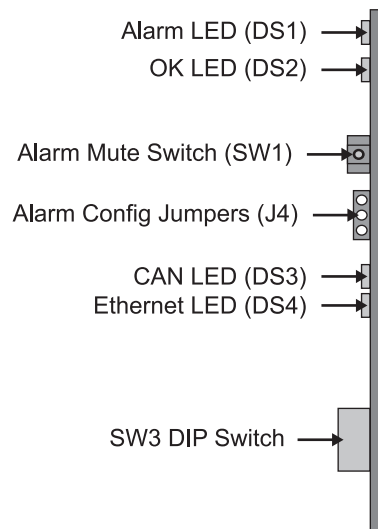 Alarm LED (DS1)
OK LED (DS2)
Alarm Mute Switch (SW1)
Alarm Config Jumpers (J4)
CAN LED (DS3)
Ethernet LED (DS4)
SW3 DIP Switch